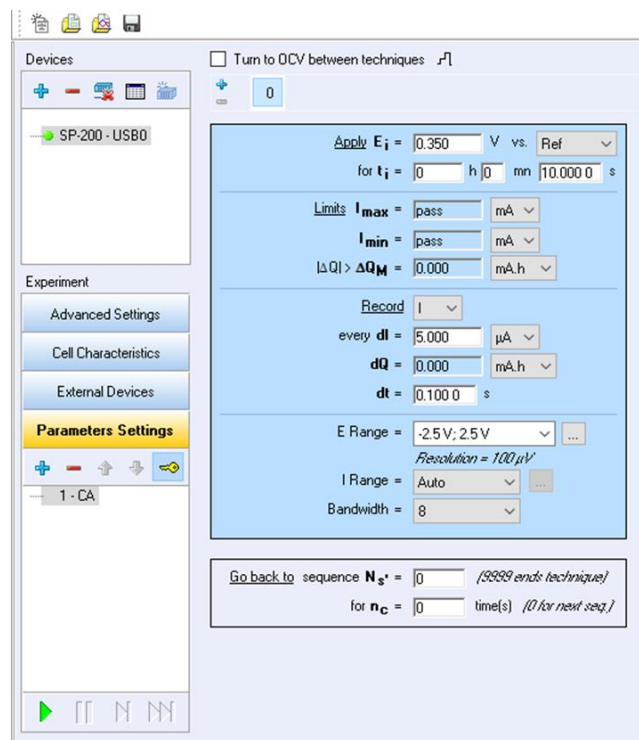 Devices
SP-200 - USB0
Experiment
Advanced Settings
Cell Characteristics
External Devices
Parameters Settings
1 - CA
Turn to OCV between techniques
0
Apply Ei = 0.350 V vs. Ref
for ti = 0 h 0 mn 10.000 0 s
Limits Imax = pass mA
Imin = pass mA
|ΔQ| > ΔQM = 0.000 mA.h
Record I
every dI = 5.000 µA
dQ = 0.000 mA.h
dt = 0.100 0 s
E Range = -2.5 V; 2.5 V ...
Resolution = 100 µV
I Range = Auto ...
Bandwidth = 8
Go back to sequence Ns' = 0 (9999 ends technique)
for nc = 0 time(s) (0 for next seq.)